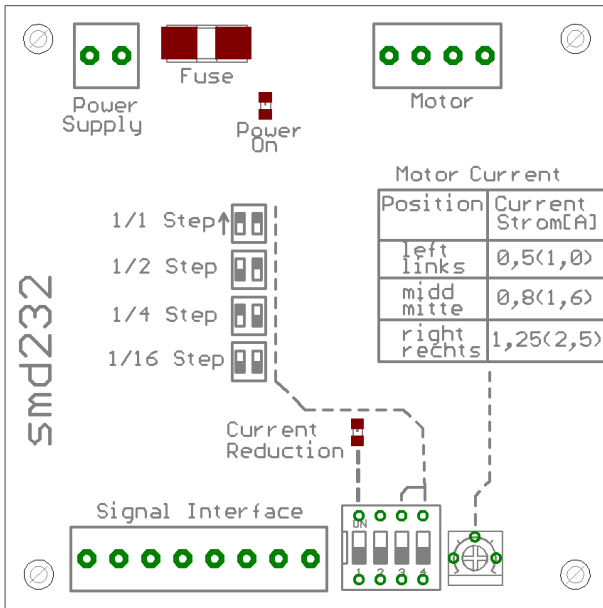 Fuse
Power
Supply
Power
On
Motor
Motor Current
Position Current
Strom[A]
left
links
0,5(1,0)
midd
mitte
0,8(1,6)
right
rechts
1,25(2,5)
1/1 Step
1/2 Step
1/4 Step
1/16 Step
smd232
Current
Reduction
Signal Interface
ON
1 2 3 4